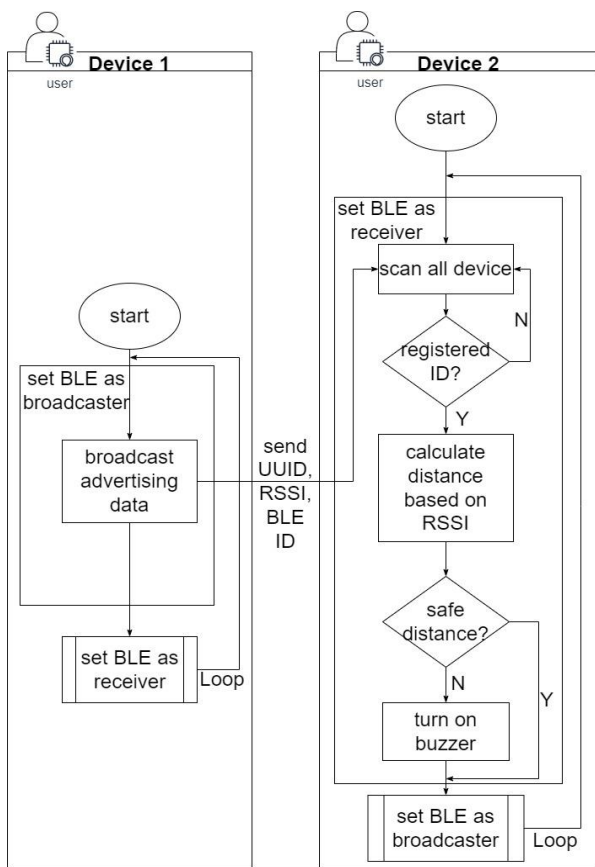 Device 1
user
start
set BLE as
broadcaster
broadcast
advertising
data
set BLE as
receiver
Loop
send
UUID,
RSSI,
BLE
ID
Device 2
user
start
set BLE as
receiver
scan all device
N
registered
ID?
Y
calculate
distance
based on
RSSI
safe
distance?
N
Y
turn on
buzzer
set BLE as
broadcaster
Loop